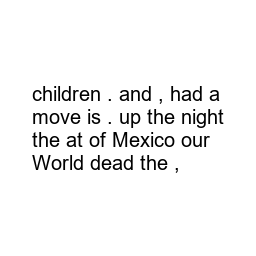 children . and , had a
move is . up the night
the at of Mexico our
World dead the ,